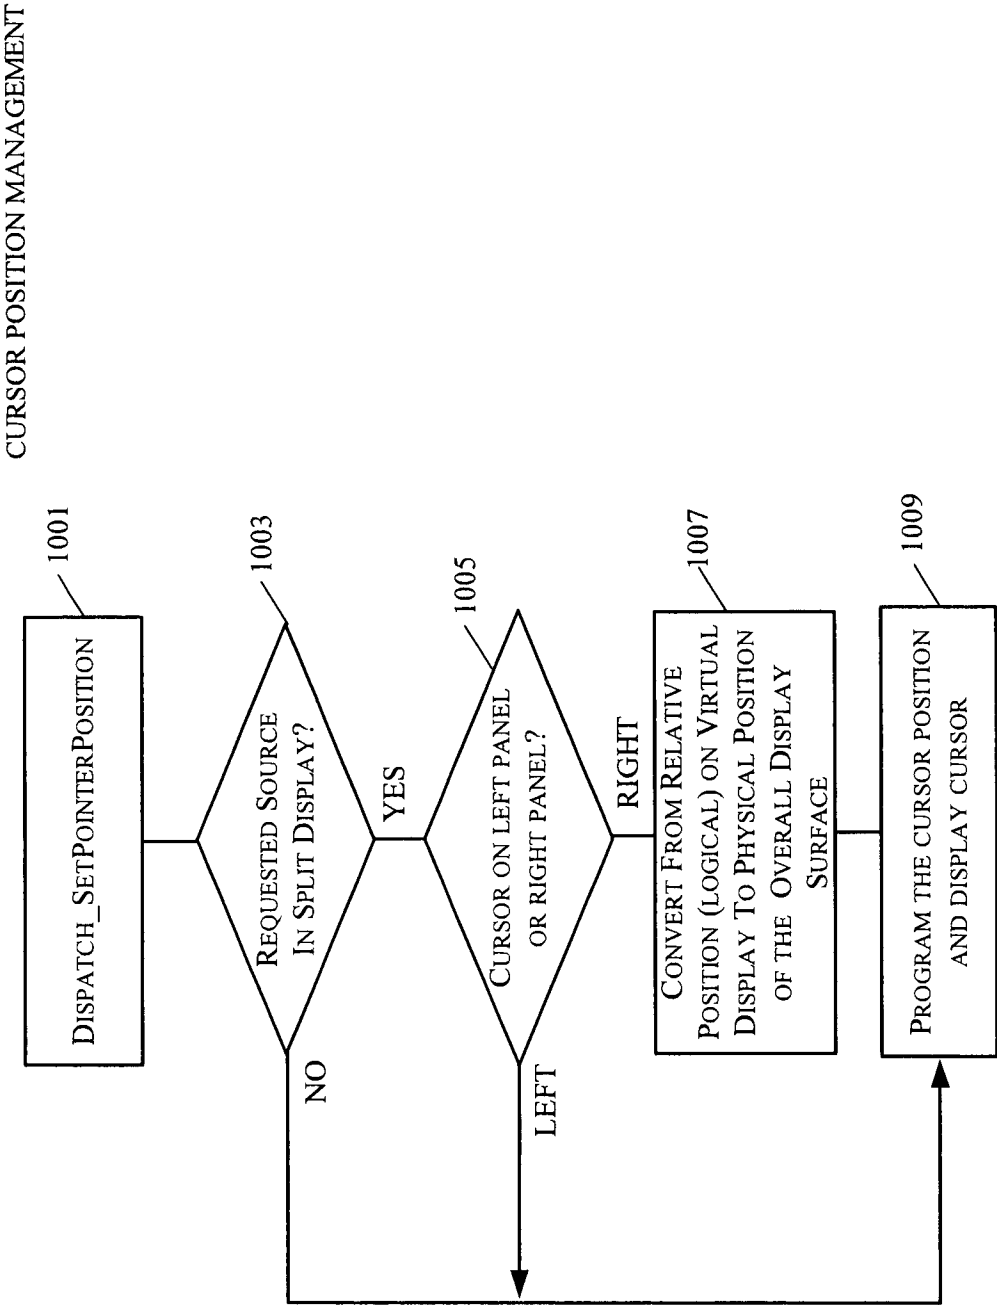 CURSOR POSITION MANAGEMENT
1001
DISPATCH_SETPOINTERPOSITION
1003
REQUESTED SOURCE
IN SPLIT DISPLAY?
NO
YES
1005
CURSOR ON LEFT PANEL
OR RIGHT PANEL?
LEFT
RIGHT
1007
CONVERT FROM RELATIVE
POSITION (LOGICAL) ON VIRTUAL
DISPLAY TO PHYSICAL POSITION
OF THE OVERALL DISPLAY
SURFACE
1009
PROGRAM THE CURSOR POSITION
AND DISPLAY CURSOR